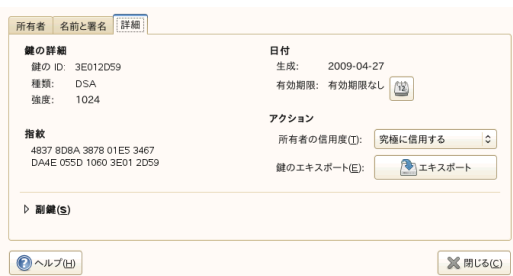 所有者 名前と署名 詳細
鍵の詳細
鍵の ID: 3E012D59
種類: DSA
強度: 1024
指紋
4837 8D8A 3878 01E5 3467
DA4E 055D 1060 3E01 2D59
日付
生成: 2009-04-27
有効期限: 有効期限なし 12
アクション
所有者の信用度(T): 究極に信用する
鍵のエキスポート(E): エキスポート
副鍵(s)
ヘルプ(H) 閉じる(C)